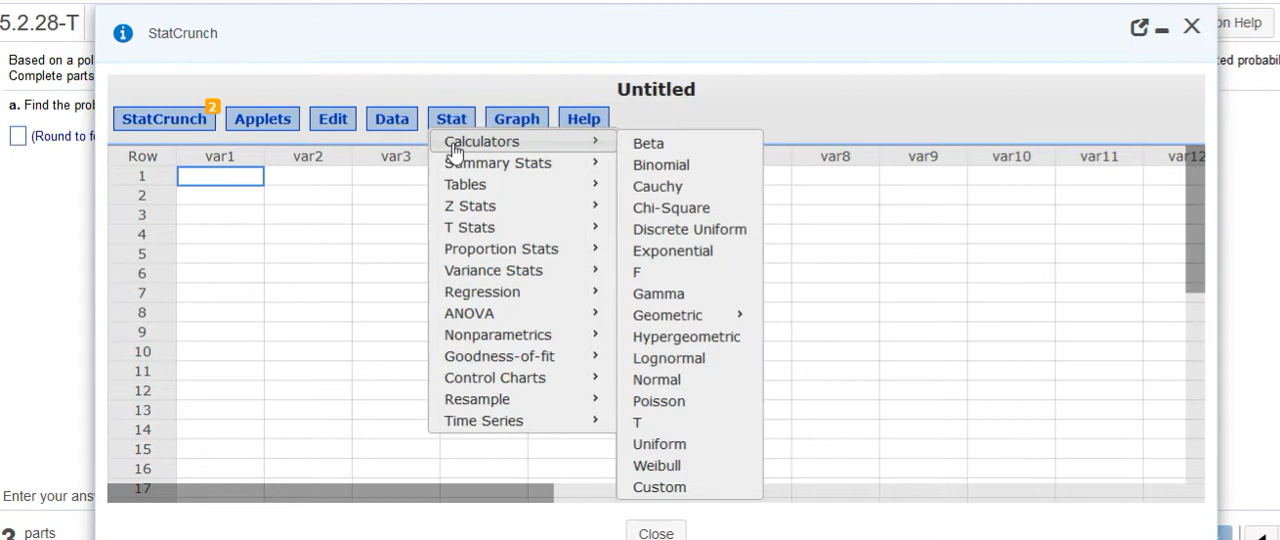 5.2.28-T
StatCrunch
on Help
Based on a poll
ted probabil
Complete parts
a. Find the prob
(Round to f
Untitled
StatCrunch 2 Applets Edit Data Stat Graph Help
Row var1 var2 var3 var8 var9 var10 var11 var12
1
2
3
4
5
6
7
8
9
10
11
12
13
14
15
16
17
Calculators
Summary Stats
Tables
Z Stats
T Stats
Proportion Stats
Variance Stats
Regression
ANOVA
Nonparametrics
Goodness-of-fit
Control Charts
Resample
Time Series
Beta
Binomial
Cauchy
Chi-Square
Discrete Uniform
Exponential
F
Gamma
Geometric
Hypergeometric
Lognormal
Normal
Poisson
T
Uniform
Weibull
Custom
Enter your ans
3 parts
Close